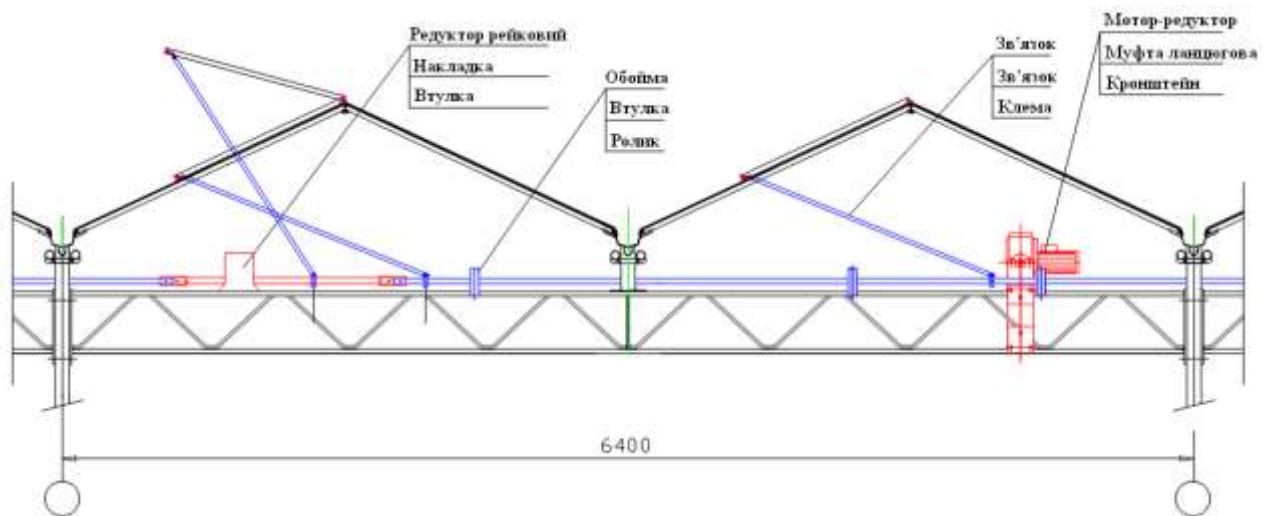 Редуктор рейковий
Накладка
Втулка
Обойма
Втулка
Ролик
Зв'язок
Зв'язок
Клема
Мотор-редуктор
Муфта ланцюгова
Кронштейн
6400